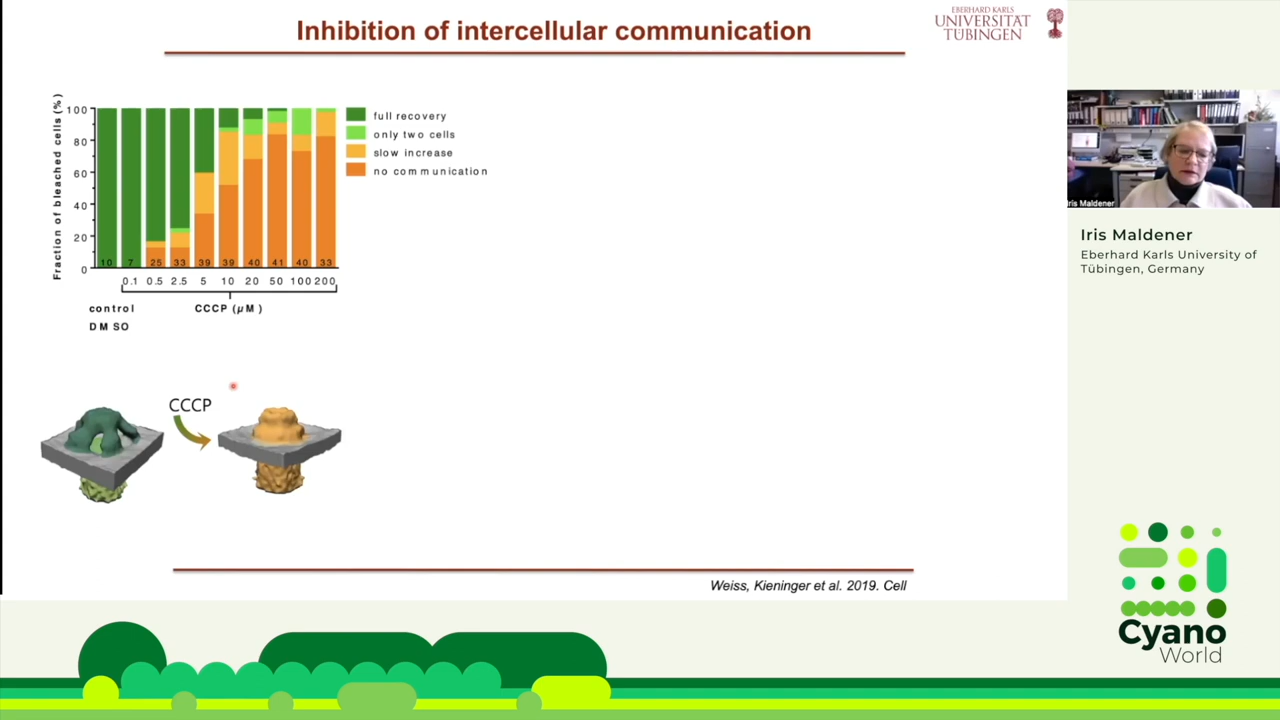 Inhibition of intercellular communication
EBERHARD KARLS
UNIVERSITÄT
TÜBINGEN
Fraction of bleached cells (%)
100
80
60
40
20
0
10 7 25 33 39 39 40 41 40 33
0.1 0.5 2.5 5 10 20 50 100 200
control
DMSO
CCCP (µM)
full recovery
only two cells
slow increase
no communication
CCCP
Weiss, Kieninger et al. 2019. Cell
Iris Maldener
Iris Maldener
Eberhard Karls University of
Tübingen, Germany
Cyano
World